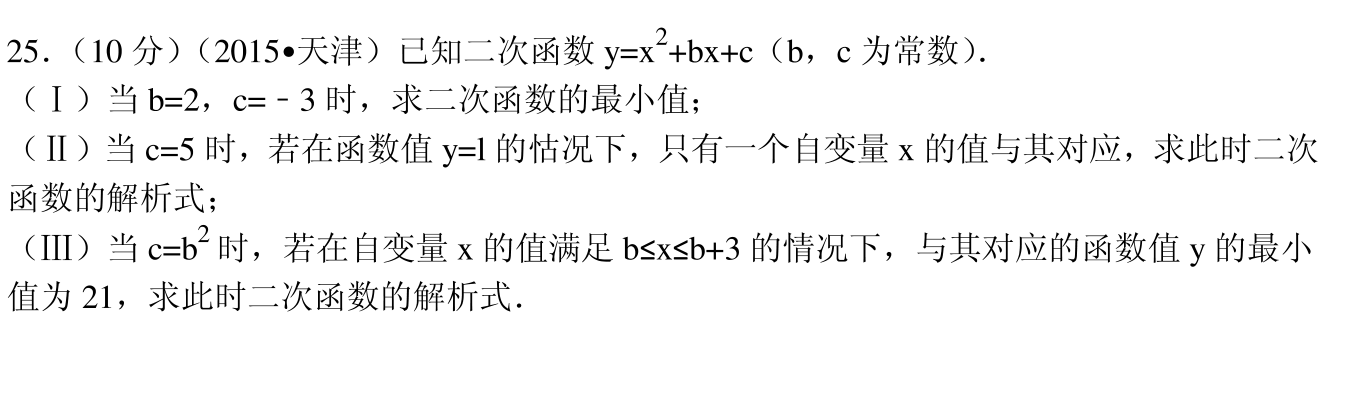 25.（10 分）（2015•天津）已知二次函数 y=x²+bx+c（b，c 为常数）.
（Ⅰ）当 b=2，c=﹣3 时，求二次函数的最小值；
（Ⅱ）当 c=5 时，若在函数值 y=l 的怙况下，只有一个自变量 x 的值与其对应，求此时二次
函数的解析式；
（Ⅲ）当 c=b² 时，若在自变量 x 的值满足 b≤x≤b+3 的情况下，与其对应的函数值 y 的最小
值为 21，求此时二次函数的解析式.